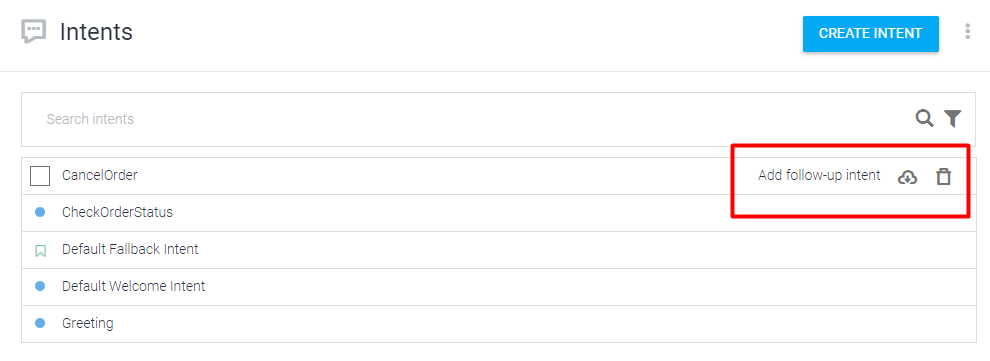 Intents
CREATE INTENT
Search intents
CancelOrder
Add follow-up intent
CheckOrderStatus
Default Fallback Intent
Default Welcome Intent
Greeting